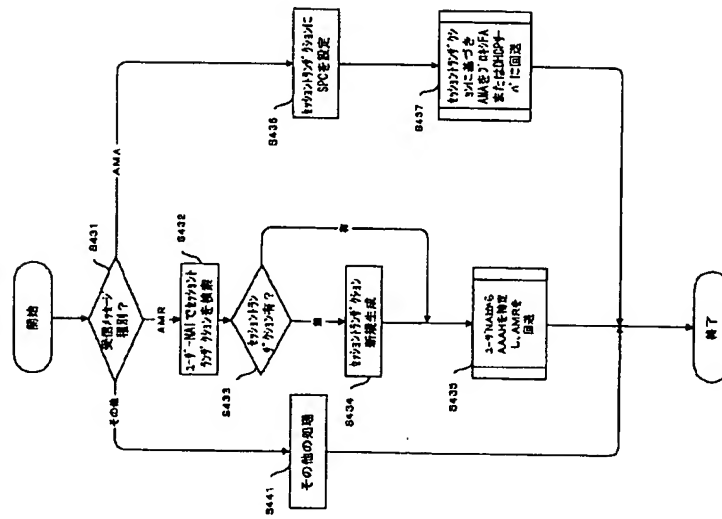 開始
S431
受信メッセージ
種別？
その他
AMR
AMA
S432
ユーザーNAIでセッショントランザクションを検索
S433
セッショントラン
ザクション有？
有
無
S434
セッショントランザクション
新規生成
S435
ユーザNAIから
AAAHを特定
し、AMRを
回送
S436
セッショントランザクションに
SPCを設定
S437
セッショントランザクシ
ョンに基づき
AMAをプロキシFA
またはDHCPサー
バに回送
S441
その他の処理
終了